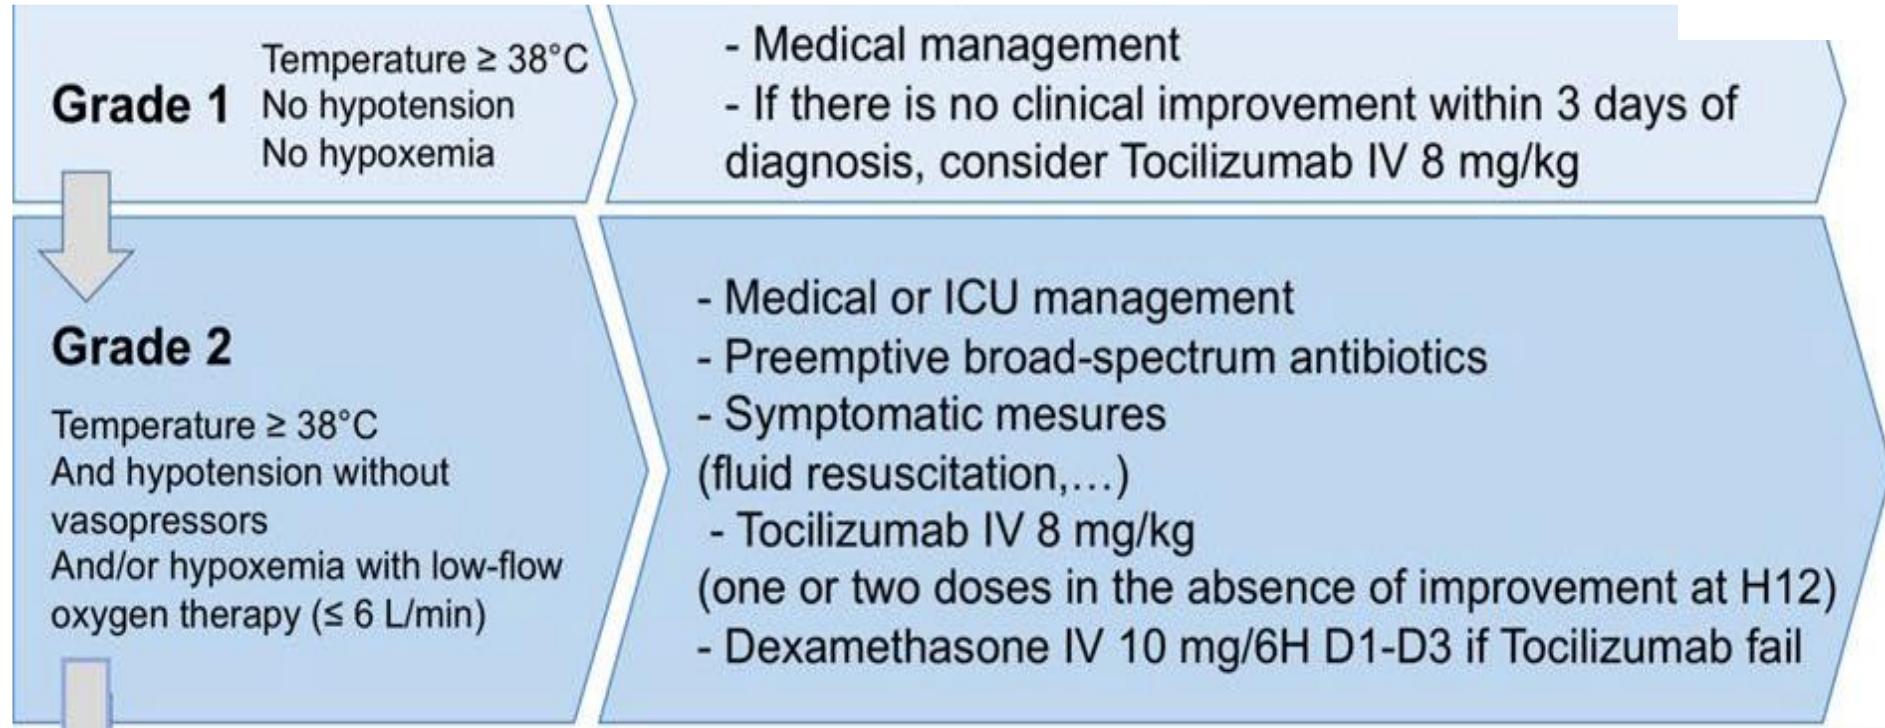 Grade 1
Temperature ≥ 38°C
No hypotension
No hypoxemia
- Medical management
- If there is no clinical improvement within 3 days of
diagnosis, consider Tocilizumab IV 8 mg/kg
Grade 2
Temperature ≥ 38°C
And hypotension without
vasopressors
And/or hypoxemia with low-flow
oxygen therapy (≤ 6 L/min)
- Medical or ICU management
- Preemptive broad-spectrum antibiotics
- Symptomatic mesures
(fluid resuscitation,…)
- Tocilizumab IV 8 mg/kg
(one or two doses in the absence of improvement at H12)
- Dexamethasone IV 10 mg/6H D1-D3 if Tocilizumab fail